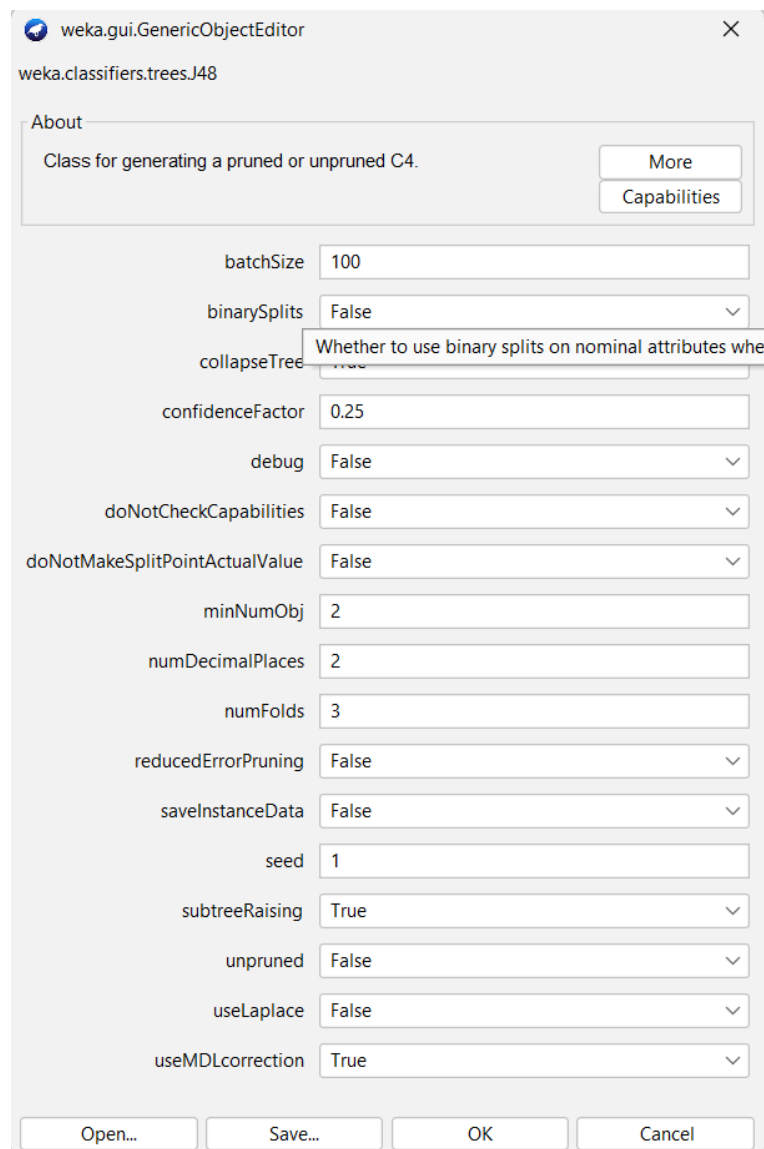 weka.gui.GenericObjectEditor
weka.classifiers.trees.J48
About
Class for generating a pruned or unpruned C4.
More
Capabilities
batchSize 100
binarySplits False
Whether to use binary splits on nominal attributes whe
collapseTree
confidenceFactor 0.25
debug False
doNotCheckCapabilities False
doNotMakeSplitPointActualValue False
minNumObj 2
numDecimalPlaces 2
numFolds 3
reducedErrorPruning False
saveInstanceData False
seed 1
subtreeRaising True
unpruned False
useLaplace False
useMDLcorrection True
Open... Save... OK Cancel